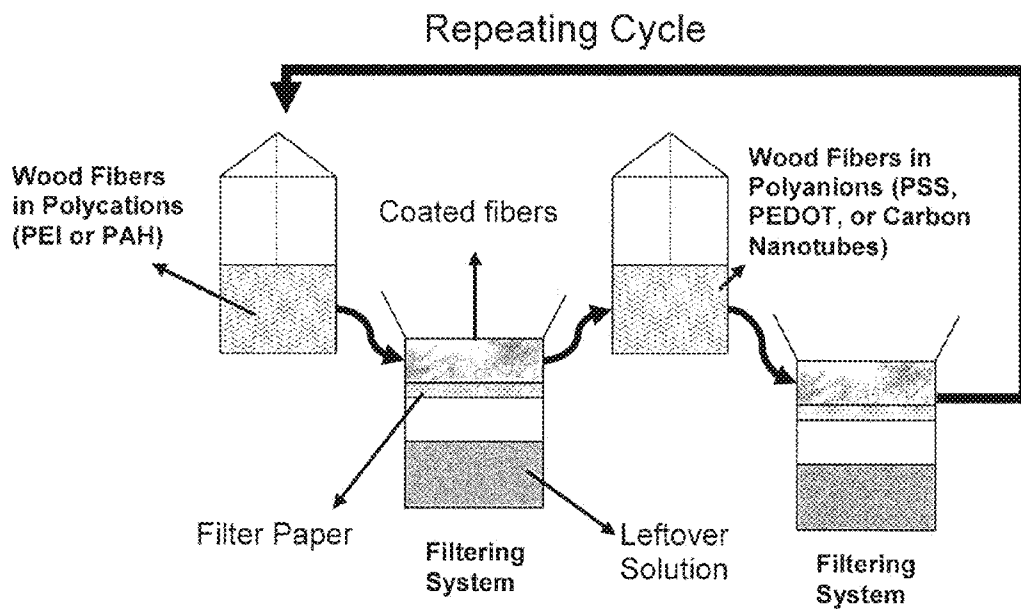 Repeating Cycle
Wood Fibers
in Polycations
(PEI or PAH)
Coated fibers
Wood Fibers in
Polyanions (PSS,
PEDOT, or Carbon
Nanotubes)
Filter Paper
Filtering
System
Leftover
Solution
Filtering
System